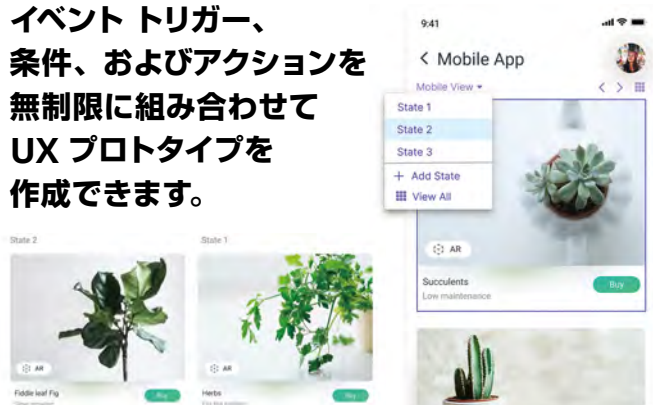 イベント トリガー、
条件、およびアクションを
無制限に組み合わせて
UX プロトタイプを
作成できます。
9:41
< Mobile App
Mobile View
< >
State 1
State 2
State 3
+ Add State
View All
AR
Succulents
Buy
Low maintenance
State 2
State 1
AR
AR
Fiddle leaf Fig
Buy
Herbs
Buy